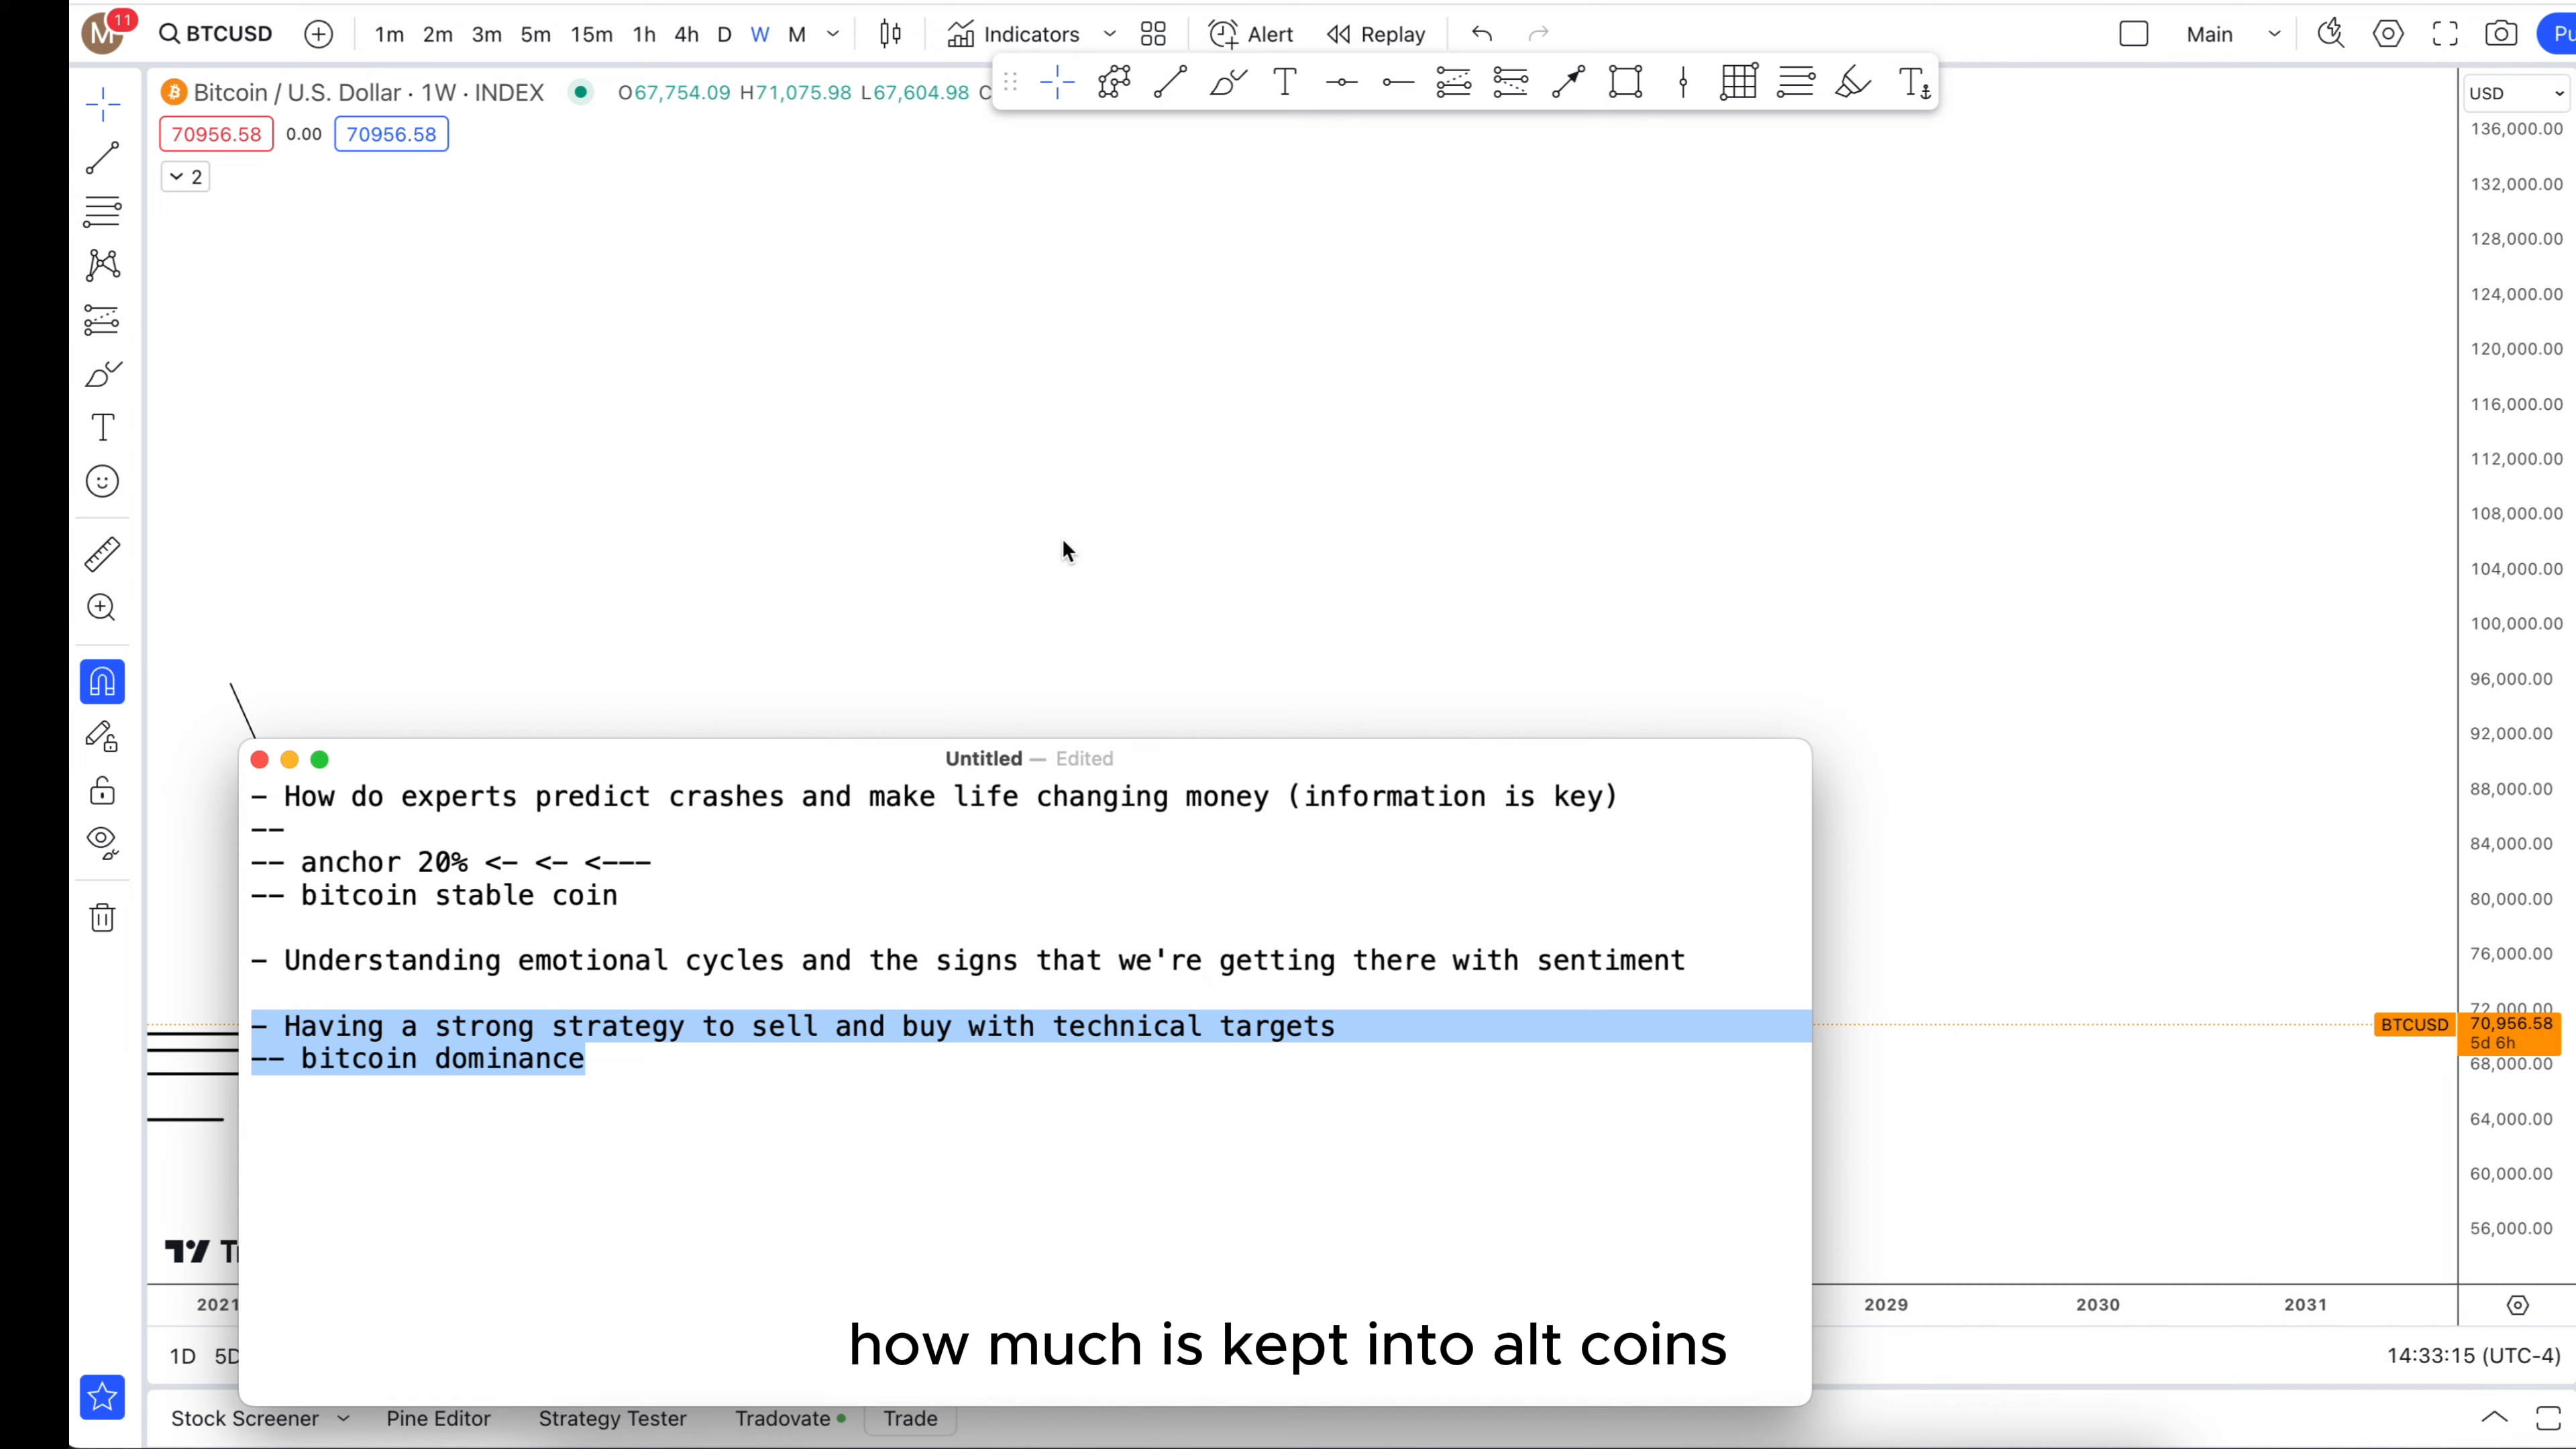 M 11 BTCUSD 1m 2m 3m 5m 15m 1h 4h D W M Indicators Alert Replay Main Pu
Bitcoin / U.S. Dollar · 1W · INDEX O67,754.09 H71,075.98 L67,604.98 C
USD
70956.58 0.00 70956.58
2
136,000.00
132,000.00
128,000.00
124,000.00
120,000.00
116,000.00
112,000.00
108,000.00
104,000.00
100,000.00
96,000.00
92,000.00
88,000.00
84,000.00
80,000.00
76,000.00
72,000.00
BTCUSD 70,956.58
5d 6h
68,000.00
64,000.00
60,000.00
56,000.00
Untitled — Edited
- How do experts predict crashes and make life changing money (information is key)
--
-- anchor 20% <- <- <---
-- bitcoin stable coin
- Understanding emotional cycles and the signs that we're getting there with sentiment
- Having a strong strategy to sell and buy with technical targets
-- bitcoin dominance
how much is kept into alt coins
2021 2029 2030 2031
1D 5D 14:33:15 (UTC-4)
Stock Screener Pine Editor Strategy Tester Tradovate Trade